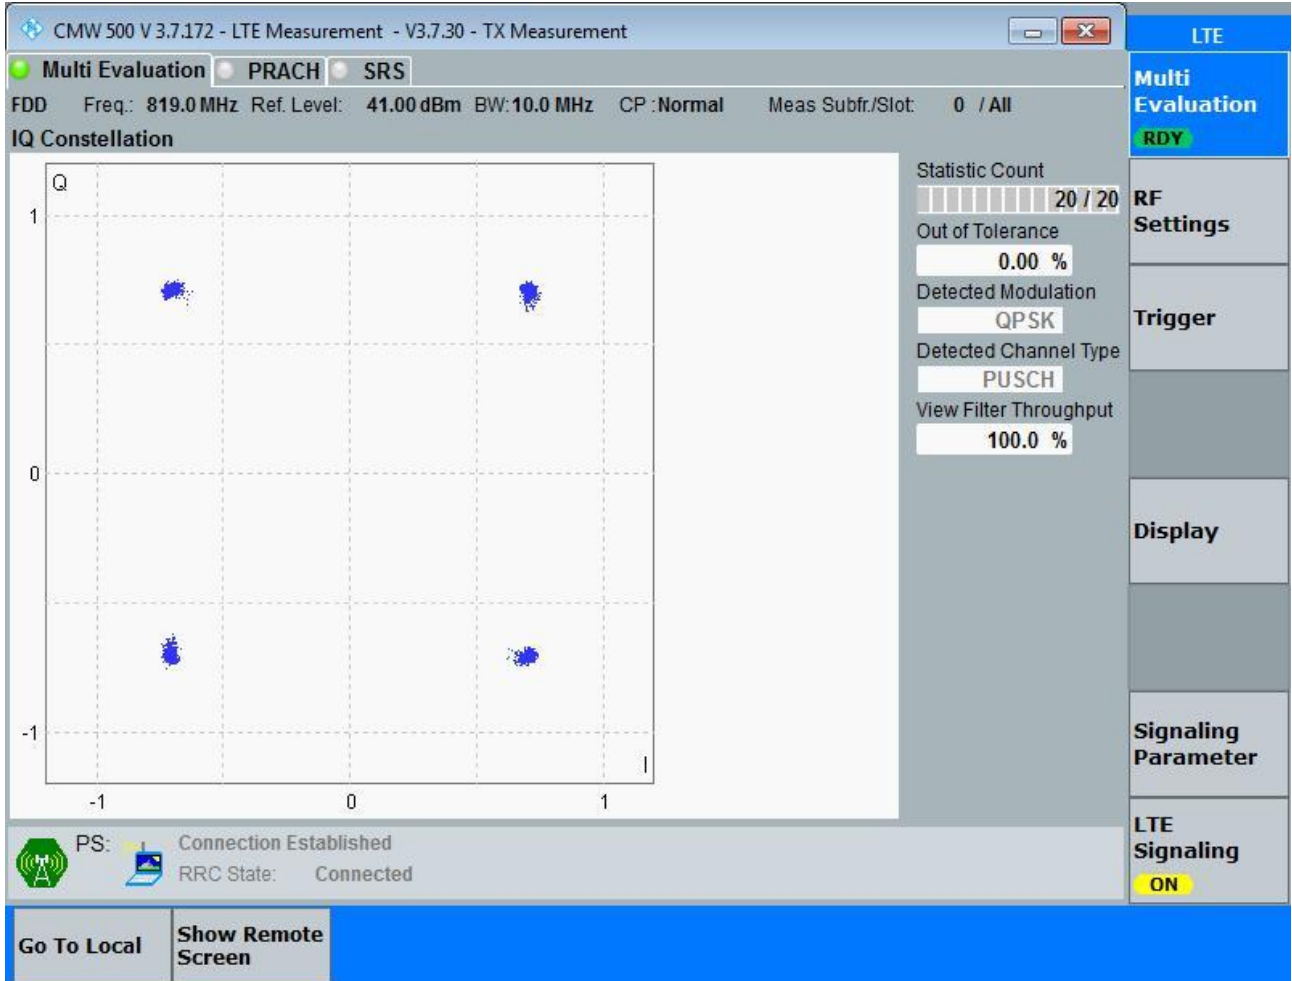 CMW 500 V 3.7.172 - LTE Measurement - V3.7.30 - TX Measurement
LTE
Multi Evaluation PRACH SRS
FDD Freq.: 819.0 MHz Ref. Level: 41.00 dBm BW: 10.0 MHz CP : Normal Meas Subfr./Slot: 0 / All
IQ Constellation
Q
1
0
-1
I
-1 0 1
Statistic Count
20 / 20
Out of Tolerance
0.00 %
Detected Modulation
QPSK
Detected Channel Type
PUSCH
View Filter Throughput
100.0 %
Multi
Evaluation
RDY
RF
Settings
Trigger
Display
Signaling
Parameter
LTE
Signaling
ON
PS: Connection Established
RRC State: Connected
Go To Local
Show Remote
Screen